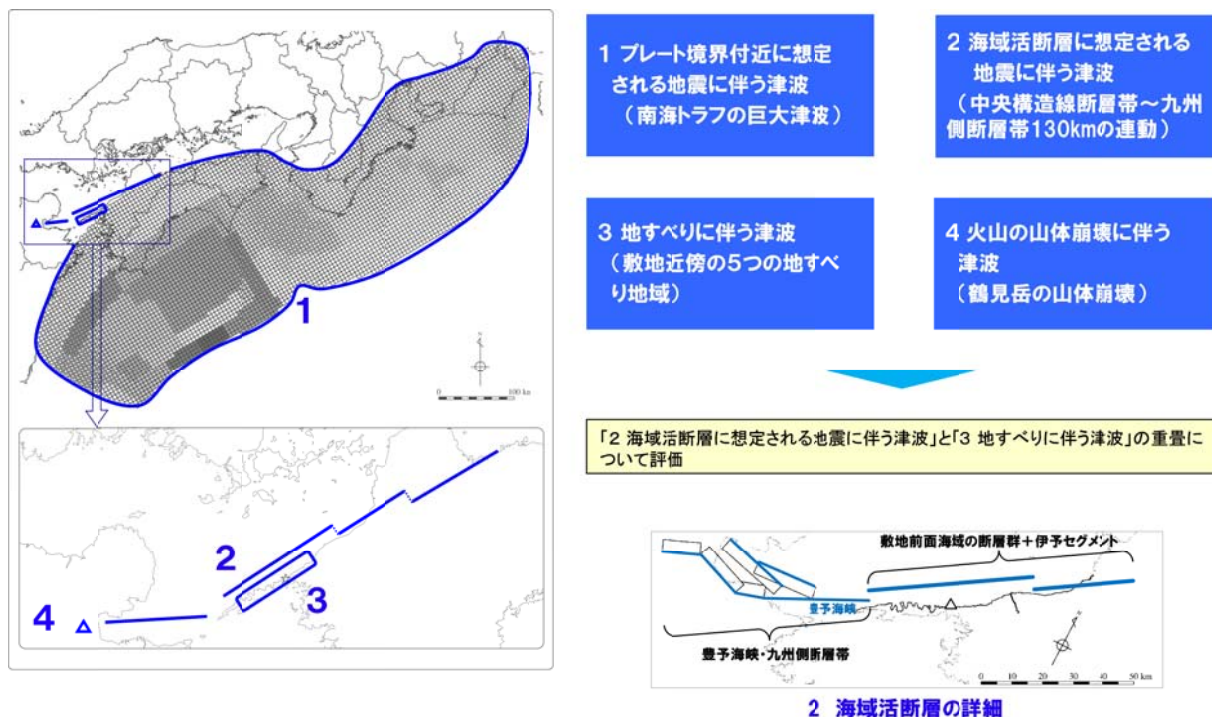 1
0
100 km
N
2
3
4
1 プレート境界付近に想定
される地震に伴う津波
(南海トラフの巨大津波)
2 海域活断層に想定される
地震に伴う津波
(中央構造線断層帯~九州
側断層帯130kmの連動)
3 地すべりに伴う津波
(敷地近傍の5つの地すべ
り地域)
4 火山の山体崩壊に伴う
津波
(鶴見岳の山体崩壊)
「2 海域活断層に想定される地震に伴う津波」と「3 地すべりに伴う津波」の重畳に
ついて評価
敷地前面海域の断層群+伊予セグメント
豊予海峡
豊予海峡・九州側断層帯
0 10 20 30 40 50 km
2 海域活断層の詳細